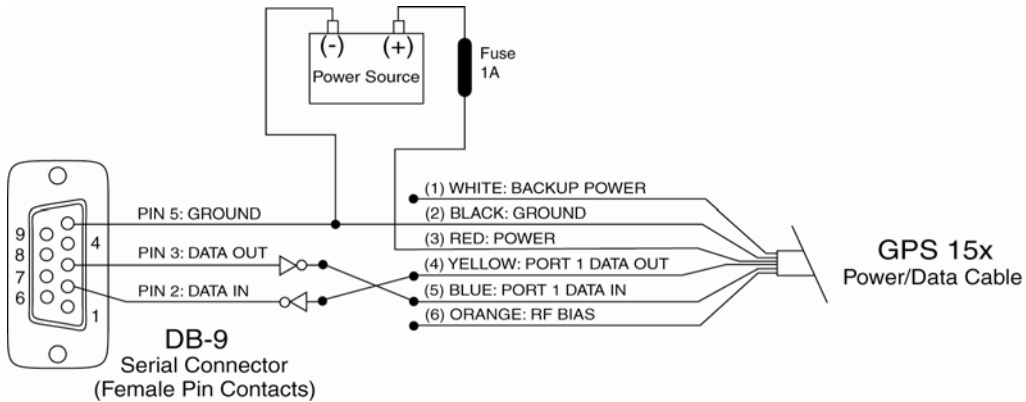 (-) (+)
Power Source
Fuse
1A
(1) WHITE: BACKUP POWER
PIN 5: GROUND
(2) BLACK: GROUND
(3) RED: POWER
PIN 3: DATA OUT
(4) YELLOW: PORT 1 DATA OUT
PIN 2: DATA IN
(5) BLUE: PORT 1 DATA IN
(6) ORANGE: RF BIAS
9
8
7
6
4
1
GPS 15x
Power/Data Cable
DB-9
Serial Connector
(Female Pin Contacts)